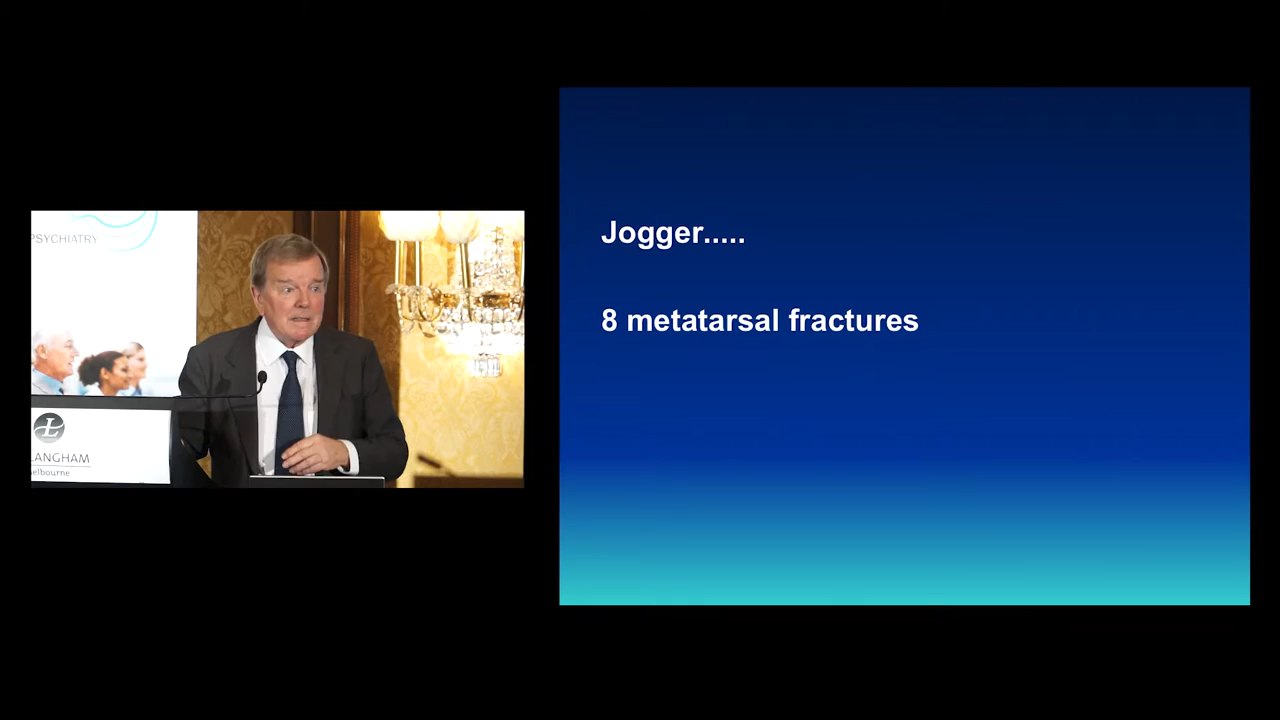 PSYCHIATRY
LANGHAM
elbourne
Jogger.....
8 metatarsal fractures